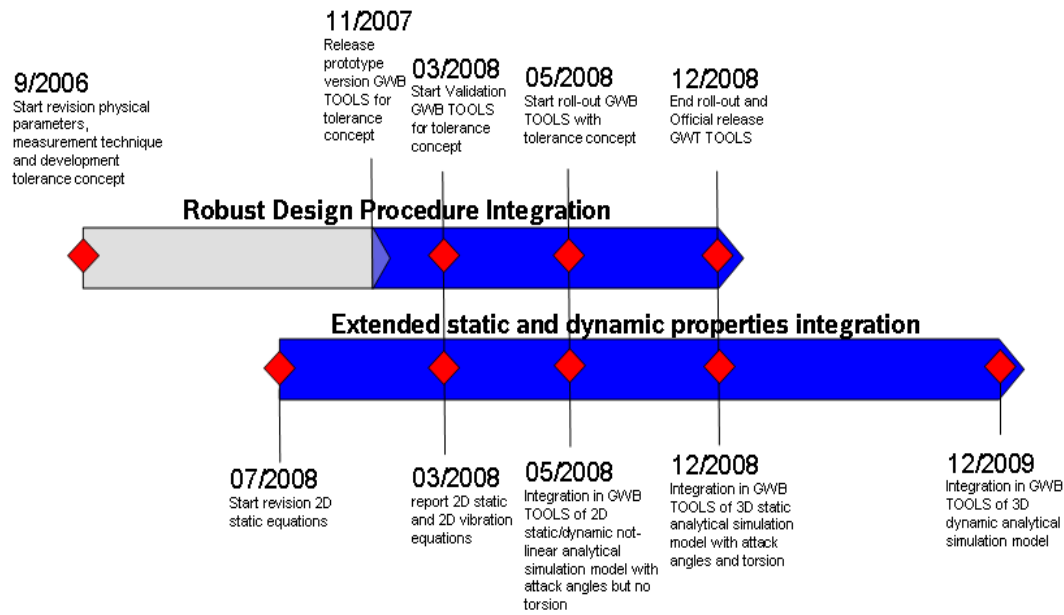 9/2006
Start revision physical
parameters,
measurement technique
and development
tolerance concept
11/2007
Release
prototype
version GWB
TOOLS for
tolerance
concept
03/2008
Start Validation
GWB TOOLS
for tolerance
concept
05/2008
Start roll-out GWB
TOOLS with
tolerance concept
12/2008
End roll-out and
Official release
GWT TOOLS
Robust Design Procedure Integration
Extended static and dynamic properties integration
07/2008
Start revision 2D
static equations
03/2008
report 2D static
and 2D vibration
equations
05/2008
Integration in GWB
TOOLS of 2D
static/dynamic not-
linear analytical
simulation model with
attack angles but no
torsion
12/2008
Integration in GWB
TOOLS of 3D static
analytical simulation
model with attack
angles and torsion
12/2009
Integration in GWB
TOOLS of 3D
dynamic analytical
simulation model